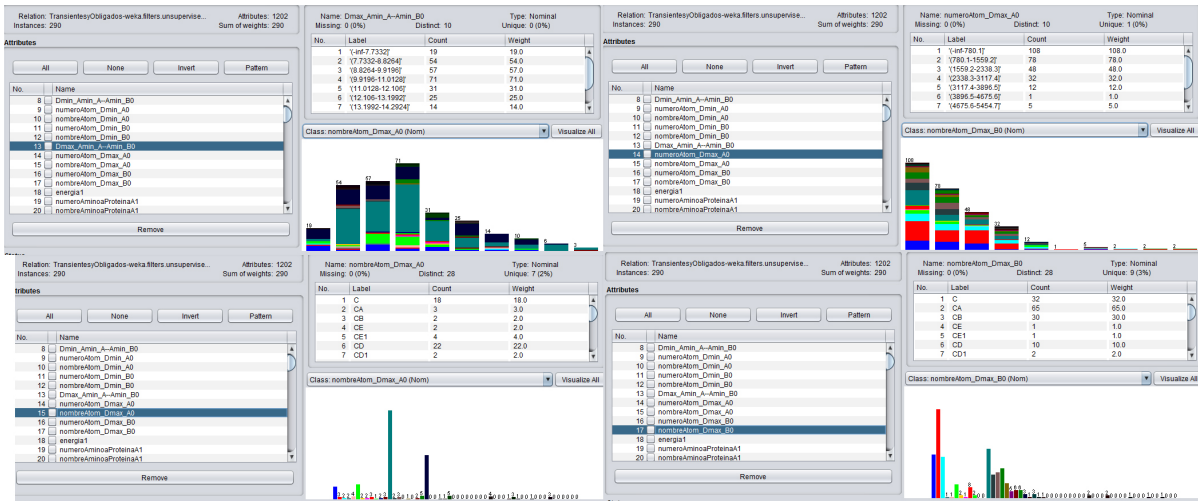 Relation: TransientesyObligados-weka.filters.unsupervise... Attributes: 1202
Instances: 290 Sum of weights: 290
Attributes
All None Invert Pattern
No. Name
8 Dmin_Amin_A--Amin_B0
9 numeroAtom_Dmin_A0
10 nombreAtom_Dmin_A0
11 numeroAtom_Dmin_B0
12 nombreAtom_Dmin_B0
13 Dmax_Amin_A--Amin_B0
14 numeroAtom_Dmax_A0
15 nombreAtom_Dmax_A0
16 numeroAtom_Dmax_B0
17 nombreAtom_Dmax_B0
18 energia1
19 numeroAminoaProteinaA1
20 nombreAminoaProteinaA1
Remove
Name: Dmax_Amin_A--Amin_B0 Type: Nominal
Missing: 0 (0%) Distinct: 10 Unique: 0 (0%)
No. Label Count Weight
1 '(-inf-7.7332]' 19 19.0
2 '(7.7332-8.8264]' 54 54.0
3 '(8.8264-9.9196]' 57 57.0
4 '(9.9196-11.0128]' 71 71.0
5 '(11.0128-12.106]' 31 31.0
6 '(12.106-13.1992]' 25 25.0
7 '(13.1992-14.2924]' 14 14.0
Class: nombreAtom_Dmax_A0 (Nom) Visualize All
19 54 57 71 31 25 14 10 3
Relation: TransientesyObligados-weka.filters.unsupervise... Attributes: 1202
Instances: 290 Sum of weights: 290
Attributes
All None Invert Pattern
No. Name
8 Dmin_Amin_A--Amin_B0
9 numeroAtom_Dmin_A0
10 nombreAtom_Dmin_A0
11 numeroAtom_Dmin_B0
12 nombreAtom_Dmin_B0
13 Dmax_Amin_A--Amin_B0
14 numeroAtom_Dmax_A0
15 nombreAtom_Dmax_A0
16 numeroAtom_Dmax_B0
17 nombreAtom_Dmax_B0
18 energia1
19 numeroAminoaProteinaA1
20 nombreAminoaProteinaA1
Remove
Name: numeroAtom_Dmax_A0 Type: Nominal
Missing: 0 (0%) Distinct: 10 Unique: 1 (0%)
No. Label Count Weight
1 '(-inf-780.1]' 108 108.0
2 '(780.1-1559.2]' 78 78.0
3 '(1559.2-2338.3]' 48 48.0
4 '(2338.3-3117.4]' 32 32.0
5 '(3117.4-3896.5]' 12 12.0
6 '(3896.5-4675.6]' 1 1.0
7 '(4675.6-5454.7]' 5 5.0
Class: nombreAtom_Dmax_B0 (Nom) Visualize All
108 78 48 32 12 1 5 2 2 2
Relation: TransientesyObligados-weka.filters.unsupervise... Attributes: 1202
Instances: 290 Sum of weights: 290
ttributes
All None Invert Pattern
No. Name
8 Dmin_Amin_A--Amin_B0
9 numeroAtom_Dmin_A0
10 nombreAtom_Dmin_A0
11 numeroAtom_Dmin_B0
12 nombreAtom_Dmin_B0
13 Dmax_Amin_A--Amin_B0
14 numeroAtom_Dmax_A0
15 nombreAtom_Dmax_A0
16 numeroAtom_Dmax_B0
17 nombreAtom_Dmax_B0
18 energia1
19 numeroAminoaProteinaA1
20 nombreAminoaProteinaA1
Remove
Name: nombreAtom_Dmax_A0 Type: Nominal
Missing: 0 (0%) Distinct: 28 Unique: 7 (2%)
No. Label Count Weight
1 C 18 18.0
2 CA 3 3.0
3 CB 2 2.0
4 CE 2 2.0
5 CE1 4 4.0
6 CD 22 22.0
7 CD1 2 2.0
Class: nombreAtom_Dmax_A0 (Nom) Visualize All
Relation: TransientesyObligados-weka.filters.unsupervise... Attributes: 1202
Instances: 290 Sum of weights: 290
Attributes
All None Invert Pattern
No. Name
8 Dmin_Amin_A--Amin_B0
9 numeroAtom_Dmin_A0
10 nombreAtom_Dmin_A0
11 numeroAtom_Dmin_B0
12 nombreAtom_Dmin_B0
13 Dmax_Amin_A--Amin_B0
14 numeroAtom_Dmax_A0
15 nombreAtom_Dmax_A0
16 numeroAtom_Dmax_B0
17 nombreAtom_Dmax_B0
18 energia1
19 numeroAminoaProteinaA1
20 nombreAminoaProteinaA1
Remove
Name: nombreAtom_Dmax_B0 Type: Nominal
Missing: 0 (0%) Distinct: 28 Unique: 9 (3%)
No. Label Count Weight
1 C 32 32.0
2 CA 65 65.0
3 CB 30 30.0
4 CE 1 1.0
5 CE1 1 1.0
6 CD 10 10.0
7 CD1 2 2.0
Class: nombreAtom_Dmax_B0 (Nom) Visualize All